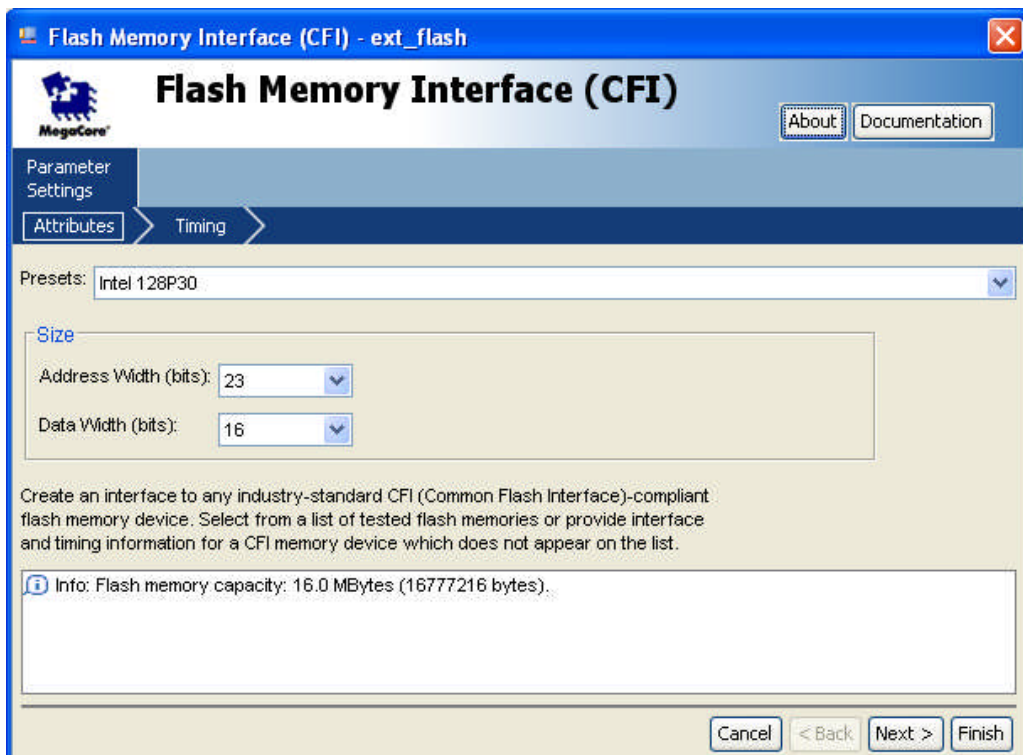 Flash Memory Interface (CFI) - ext_flash
MegaCore'
Flash Memory Interface (CFI)
About
Documentation
Parameter
Settings
Attributes
Timing
Presets:
Intel 128P30
Size
Address Width (bits):
23
Data Width (bits):
16
Create an interface to any industry-standard CFI (Common Flash Interface)-compliant
flash memory device. Select from a list of tested flash memories or provide interface
and timing information for a CFI memory device which does not appear on the list.
Info: Flash memory capacity: 16.0 MBytes (16777216 bytes).
Cancel
< Back
Next >
Finish